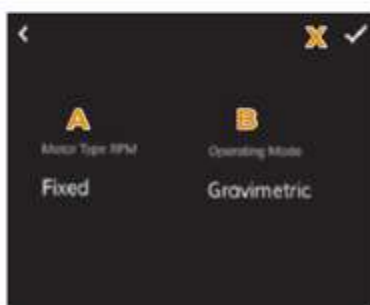 X
A B
Motor Type RPM Operating Mode
Fixed Gravimetric